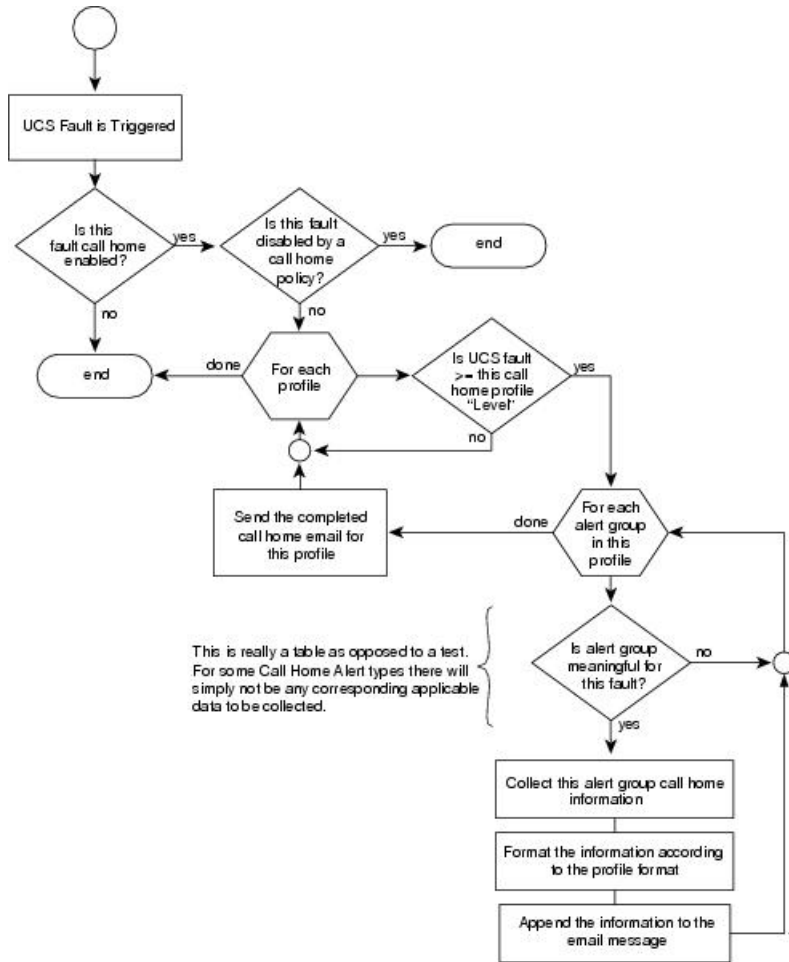 UCS Fault is Triggered
Is this
fault call home
enabled?
yes
no
Is this fault
disabled by a
call home
policy?
yes
no
end
end
done
For each
profile
Is UCS fault
>= this call
home profile
"Level"
yes
no
Send the completed
call home email for
this profile
done
For each
alert group
in this
profile
This is really a table as opposed to a test.
For some Call Home Alert types there will
simply not be any corresponding applicable
data to be collected.
Is alert group
meaningful for
this fault?
no
yes
Collect this alert group call home
information
Format the information according
to the profile format
Append the information to the
email message